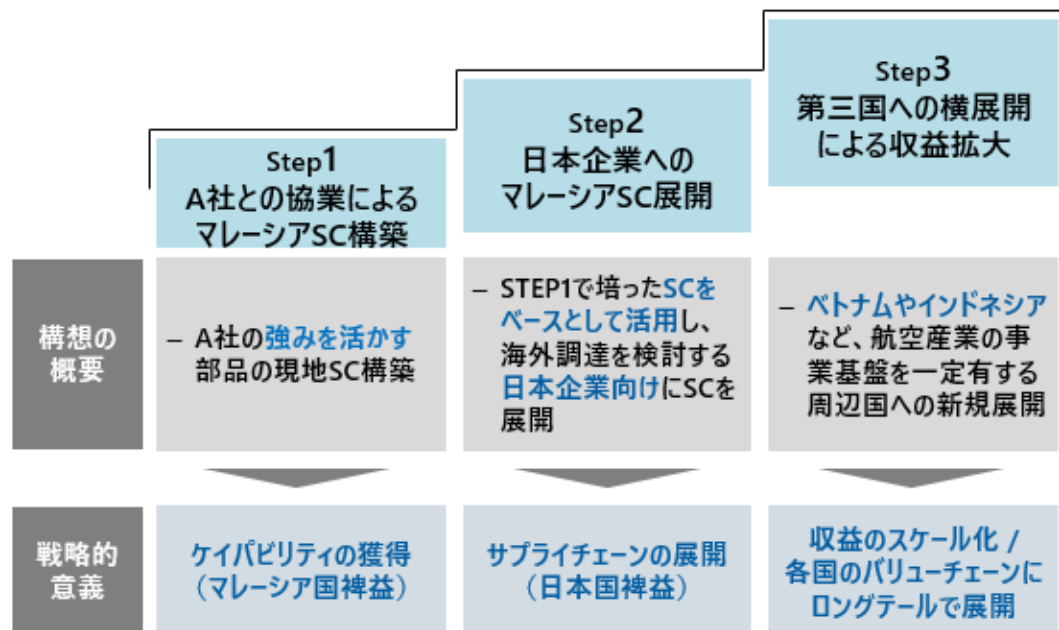 Step1
A社との協業による
マレーシアSC構築
Step2
日本企業への
マレーシアSC展開
Step3
第三国への横展開
による収益拡大
構想の
概要
– A社の強みを活かす
部品の現地SC構築
– STEP1で培ったSCを
ベースとして活用し、
海外調達を検討する
日本企業向けにSCを
展開
– ベトナムやインドネシア
など、航空産業の事
業基盤を一定有する
周辺国への新規展開
戦略的
意義
ケイパビリティの獲得
（マレーシア国裨益）
サプライチェーンの展開
（日本国裨益）
収益のスケール化 /
各国のバリューチェーンに
ロングテールで展開